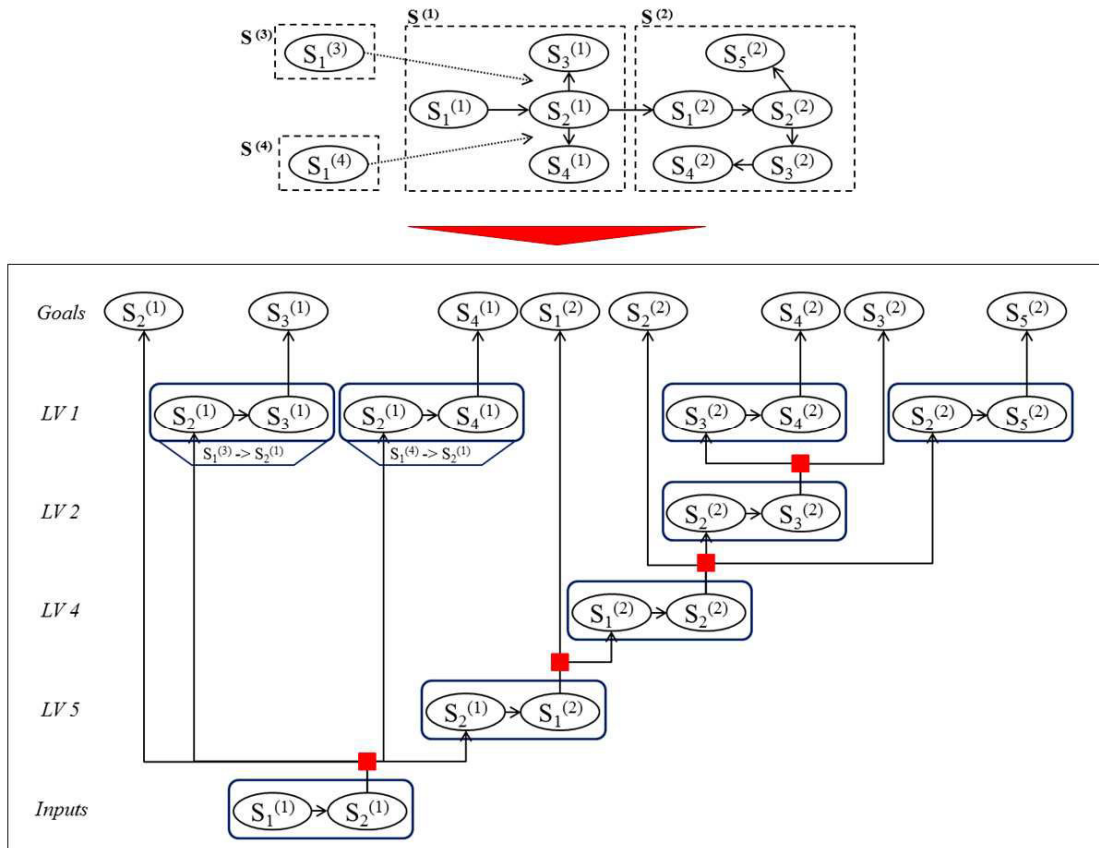 S⁽¹⁾ S⁽²⁾
S⁽³⁾ S₁⁽³⁾ S₃⁽¹⁾ S₅⁽²⁾
S₁⁽¹⁾ S₂⁽¹⁾ S₁⁽²⁾ S₂⁽²⁾
S⁽⁴⁾ S₁⁽⁴⁾ S₄⁽¹⁾ S₄⁽²⁾ S₃⁽²⁾
Goals S₂⁽¹⁾ S₃⁽¹⁾ S₄⁽¹⁾ S₁⁽²⁾ S₂⁽²⁾ S₄⁽²⁾ S₃⁽²⁾ S₅⁽²⁾
LV 1 S₂⁽¹⁾ S₃⁽¹⁾ S₂⁽¹⁾ S₄⁽¹⁾ S₃⁽²⁾ S₄⁽²⁾ S₂⁽²⁾ S₅⁽²⁾
S₁⁽³⁾ -> S₂⁽¹⁾ S₁⁽⁴⁾ -> S₂⁽¹⁾
LV 2 S₂⁽²⁾ S₃⁽²⁾
LV 4 S₁⁽²⁾ S₂⁽²⁾
LV 5 S₂⁽¹⁾ S₁⁽²⁾
Inputs S₁⁽¹⁾ S₂⁽¹⁾